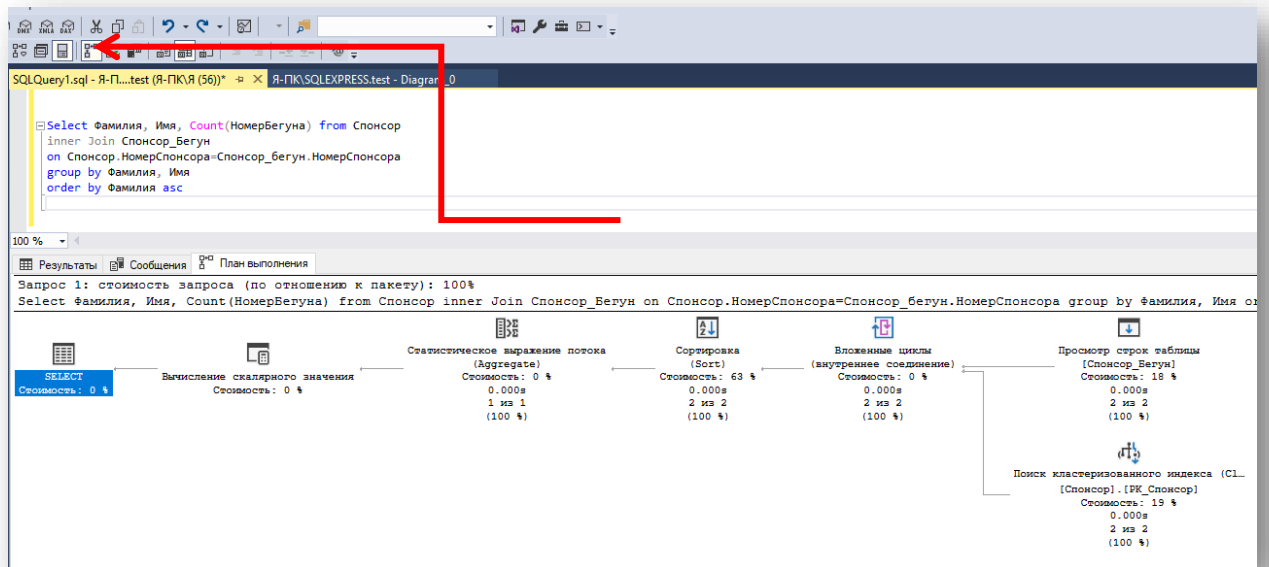 DMX XMLA DAX
SQLQuery1.sql - Я-П....test (Я-ПК\Я (56))* Я-ПК\SQLEXPRESS.test - Diagram_0
Select Фамилия, Имя, Count(НомерБегуна) from Спонсор
inner Join Спонсор_Бегун
on Спонсор.НомерСпонсора=Спонсор_бегун.НомерСпонсора
group by Фамилия, Имя
order by Фамилия asc
100 %
Результаты Сообщения План выполнения
Запрос 1: стоимость запроса (по отношению к пакету): 100%
Select Фамилия, Имя, Count(НомерБегуна) from Спонсор inner Join Спонсор_Бегун on Спонсор.НомерСпонсора=Спонсор_бегун.НомерСпонсора group by Фамилия, Имя or
SELECT
Стоимость: 0 %
Вычисление скалярного значения
Стоимость: 0 %
Статистическое выражение потока
(Aggregate)
Стоимость: 0 %
0.000s
1 из 1
(100 %)
Сортировка
(Sort)
Стоимость: 63 %
0.000s
2 из 2
(100 %)
Вложенные циклы
(внутреннее соединение)
Стоимость: 0 %
0.000s
2 из 2
(100 %)
Просмотр строк таблицы
[Спонсор_Бегун]
Стоимость: 18 %
0.000s
2 из 2
(100 %)
Поиск кластеризованного индекса (Cl…
[Спонсор].[PK_Спонсор]
Стоимость: 19 %
0.000s
2 из 2
(100 %)